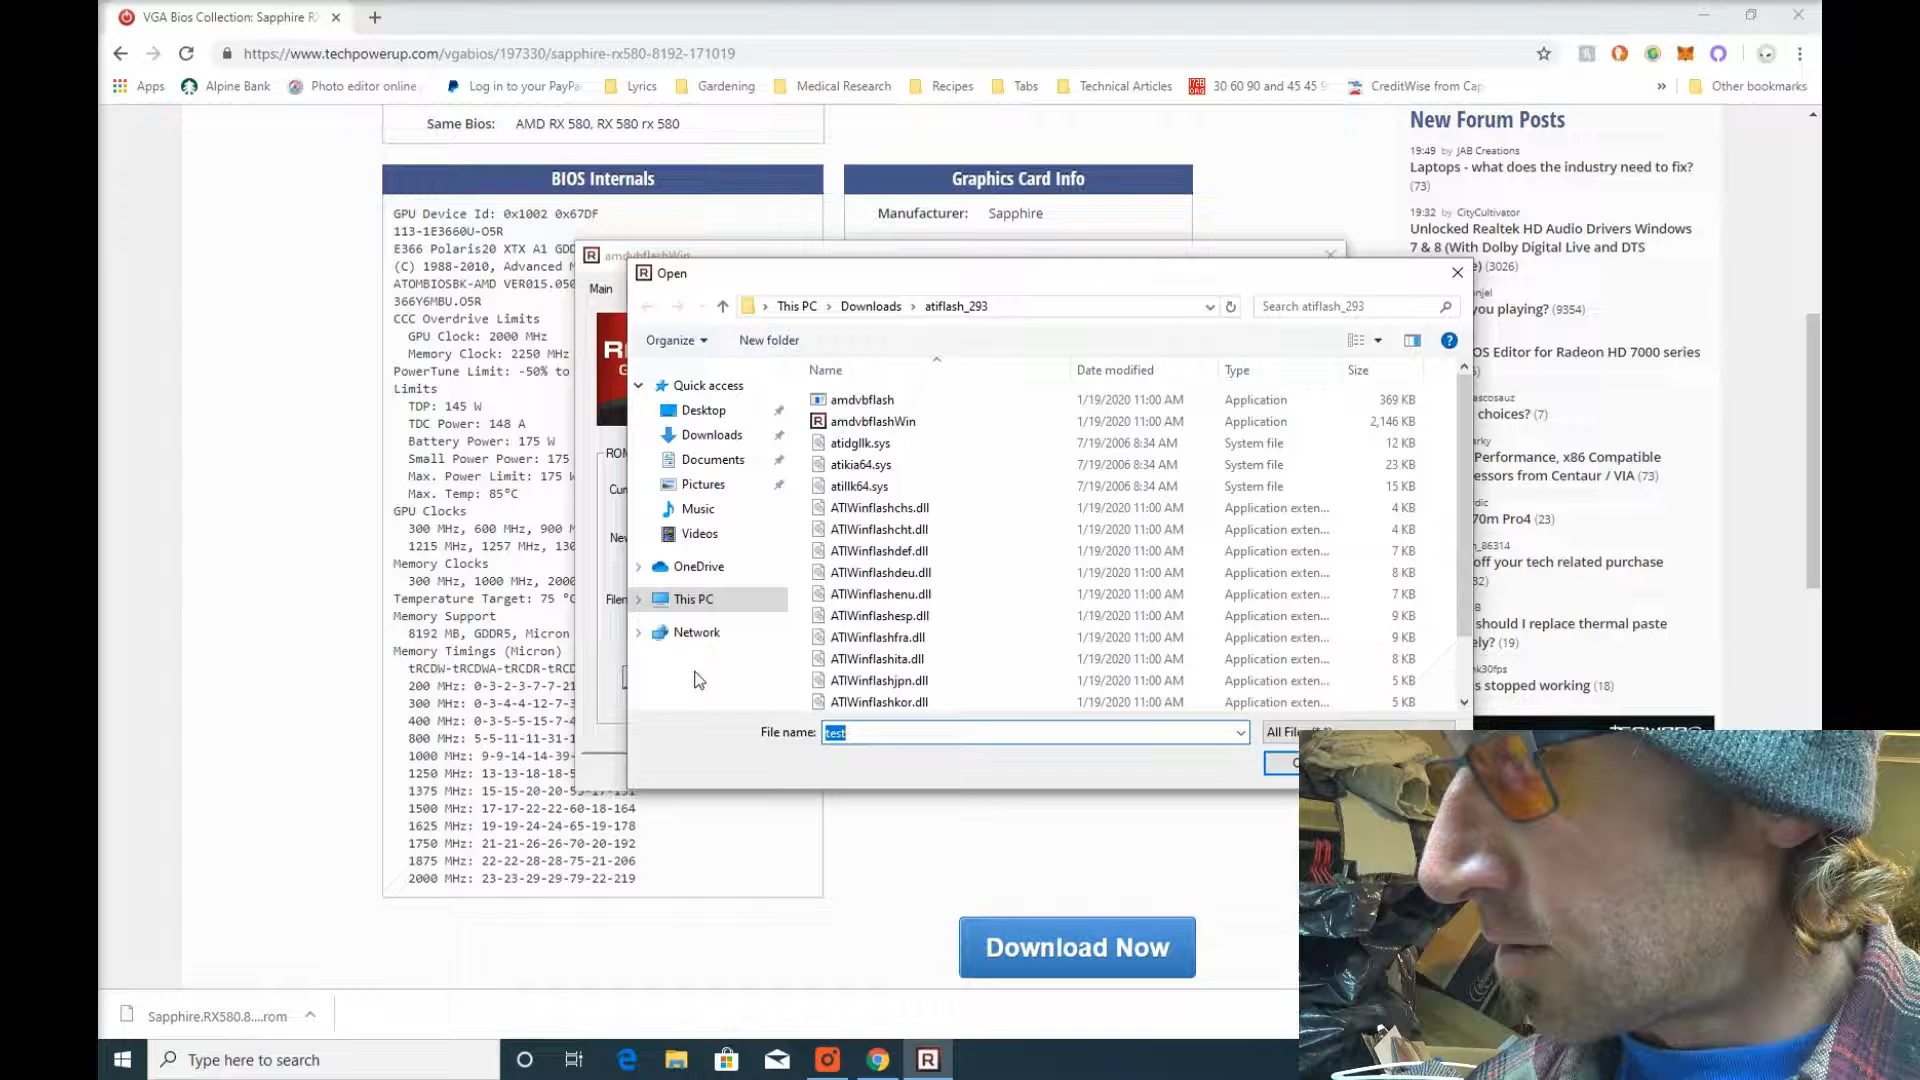 VGA Bios Collection: Sapphire R
https://www.techpowerup.com/vgabios/197330/sapphire-rx580-8192-171019
Apps
Alpine Bank
Photo editor online
Log in to your PayPa
Lyrics
Gardening
Medical Research
Recipes
Tabs
Technical Articles
30 60 90 and 45 45 9
CreditWise from Cap
»
Other bookmarks
Same Bios: AMD RX 580, RX 580 rx 580
BIOS Internals
GPU Device Id: 0x1002 0x67DF
113-1E3660U-O5R
E366 Polaris20 XTX A1 GDD
(C) 1988-2010, Advanced M
ATOMBIOSBK-AMD VER015.050
366Y6MBU.O5R
CCC Overdrive Limits
GPU Clock: 2000 MHz
Memory Clock: 2250 MHz
PowerTune Limit: -50% to
Limits
TDP: 145 W
TDC Power: 148 A
Battery Power: 175 W
Small Power Power: 175
Max. Power Limit: 175 W
Max. Temp: 85°C
GPU Clocks
300 MHz, 600 MHz, 900 M
1215 MHz, 1257 MHz, 130
Memory Clocks
300 MHz, 1000 MHz, 2000
Temperature Target: 75 °C
Memory Support
8192 MB, GDDR5, Micron
Memory Timings (Micron)
tRCDW-tRCDWA-tRCDR-tRCD
200 MHz: 0-3-2-3-7-7-21
300 MHz: 0-3-4-4-12-7-3
400 MHz: 0-3-5-5-15-7-4
800 MHz: 5-5-11-11-31-1
1000 MHz: 9-9-14-14-39-
1250 MHz: 13-13-18-18-5
1375 MHz: 15-15-20-20-55-17-151
1500 MHz: 17-17-22-22-60-18-164
1625 MHz: 19-19-24-24-65-19-178
1750 MHz: 21-21-26-26-70-20-192
1875 MHz: 22-22-28-28-75-21-206
2000 MHz: 23-23-29-29-79-22-219
Graphics Card Info
Manufacturer: Sapphire
Download Now
amdvbflashWin
Main
ROM
Open
This PC
Downloads
atiflash_293
Search atiflash_293
Organize
New folder
Quick access
Desktop
Downloads
Documents
Pictures
Music
Videos
OneDrive
This PC
Network
Name Date modified Type Size
amdvbflash 1/19/2020 11:00 AM Application 369 KB
amdvbflashWin 1/19/2020 11:00 AM Application 2,146 KB
atidgllk.sys 7/19/2006 8:34 AM System file 12 KB
atikia64.sys 7/19/2006 8:34 AM System file 23 KB
atillk64.sys 7/19/2006 8:34 AM System file 15 KB
ATIWinflashchs.dll 1/19/2020 11:00 AM Application exten... 4 KB
ATIWinflashcht.dll 1/19/2020 11:00 AM Application exten... 4 KB
ATIWinflashdef.dll 1/19/2020 11:00 AM Application exten... 7 KB
ATIWinflashdeu.dll 1/19/2020 11:00 AM Application exten... 8 KB
ATIWinflashenu.dll 1/19/2020 11:00 AM Application exten... 7 KB
ATIWinflashesp.dll 1/19/2020 11:00 AM Application exten... 9 KB
ATIWinflashfra.dll 1/19/2020 11:00 AM Application exten... 9 KB
ATIWinflashita.dll 1/19/2020 11:00 AM Application exten... 8 KB
ATIWinflashjpn.dll 1/19/2020 11:00 AM Application exten... 5 KB
ATIWinflashkor.dll 1/19/2020 11:00 AM Application exten... 5 KB
File name: test
New Forum Posts
19:49 by JAB Creations
Laptops - what does the industry need to fix?
(73)
19:32 by CityCultivator
Unlocked Realtek HD Audio Drivers Windows
7 & 8 (With Dolby Digital Live and DTS
e) (3026)
njel
you playing? (9354)
OS Editor for Radeon HD 7000 series
ascosauz
choices? (7)
rky
Performance, x86 Compatible
essors from Centaur / VIA (73)
dic
70m Pro4 (23)
n_86314
off your tech related purchase
32)
B
should I replace thermal paste
ely? (19)
k30fps
s stopped working (18)
Sapphire.RX580.8....rom
Type here to search